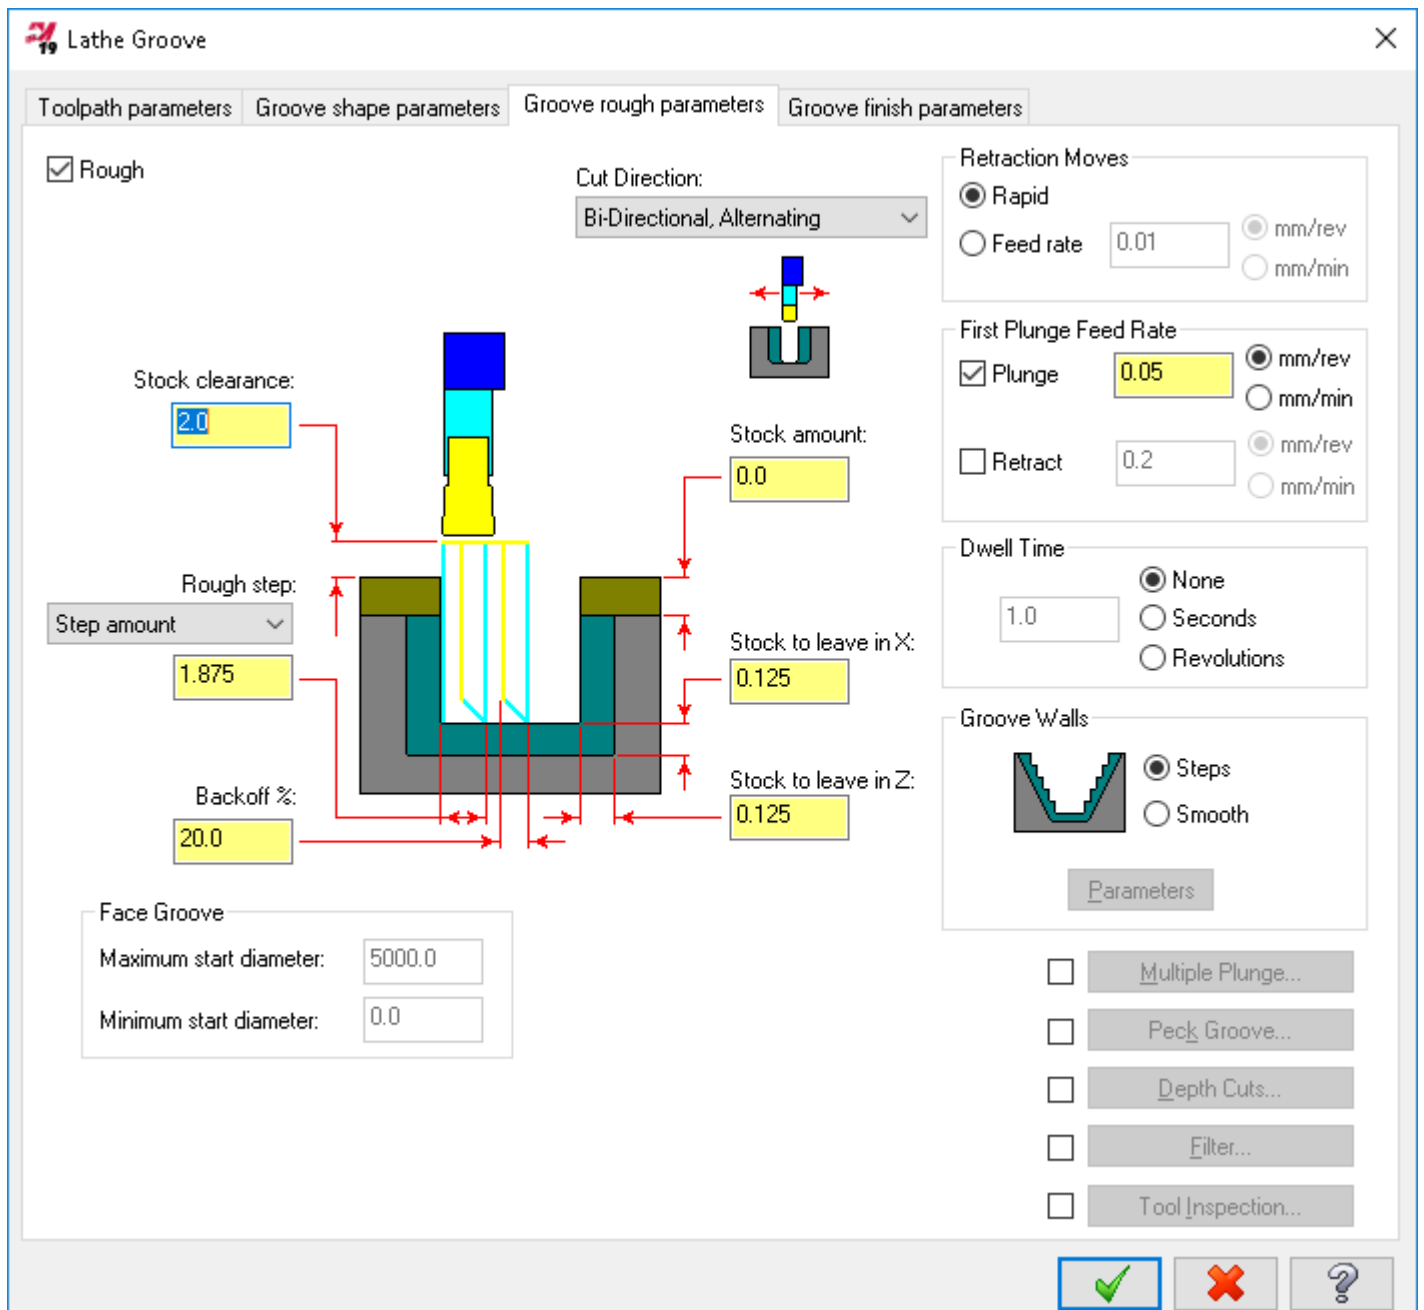 19 Lathe Groove
Toolpath parameters
Groove shape parameters
Groove rough parameters
Groove finish parameters
Rough
Cut Direction:
Bi-Directional, Alternating
Stock clearance:
2.0
Stock amount:
0.0
Rough step:
Step amount
1.875
Stock to leave in X:
0.125
Backoff %:
20.0
Stock to leave in Z:
0.125
Face Groove
Maximum start diameter:
5000.0
Minimum start diameter:
0.0
Retraction Moves
Rapid
Feed rate
0.01
mm/rev
mm/min
First Plunge Feed Rate
Plunge
0.05
mm/rev
mm/min
Retract
0.2
mm/rev
mm/min
Dwell Time
1.0
None
Seconds
Revolutions
Groove Walls
Steps
Smooth
Parameters
Multiple Plunge...
Peck Groove...
Depth Cuts...
Filter...
Tool Inspection...